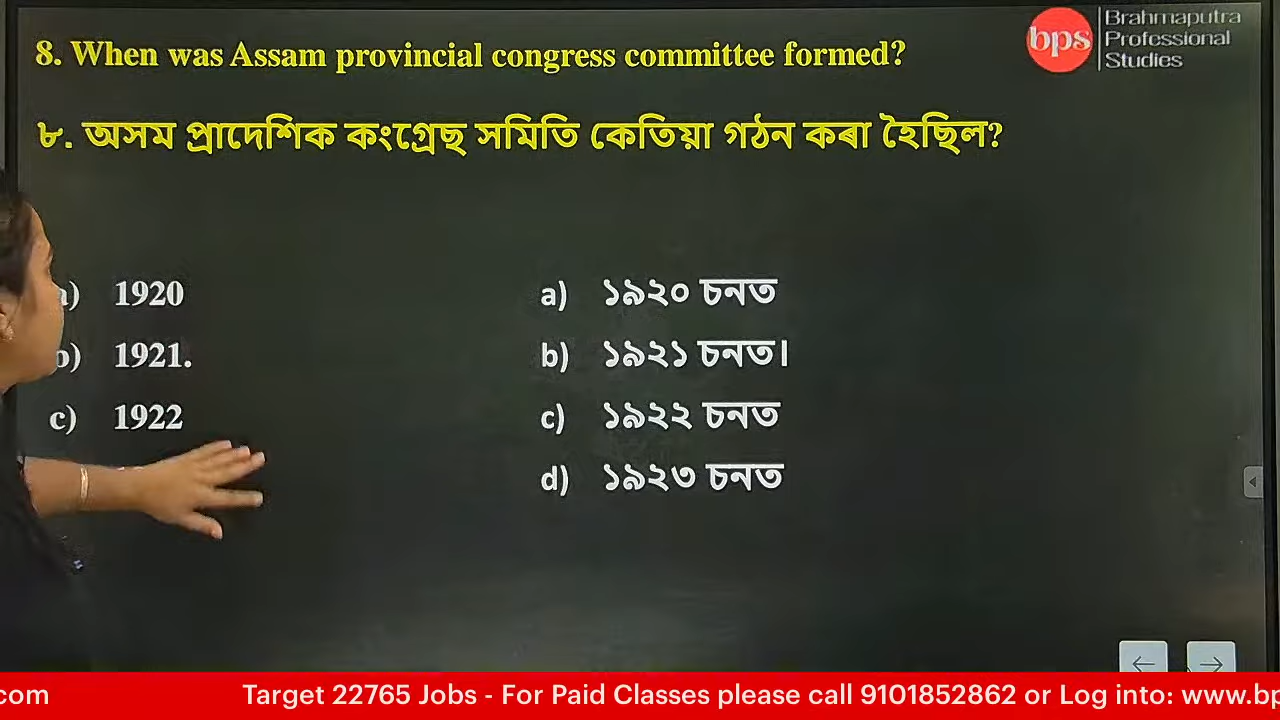 8. When was Assam provincial congress committee formed?
bps Brahmaputra
Professional
Studies
৮. অসম প্ৰাদেশিক কংগ্ৰেছ সমিতি কেতিয়া গঠন কৰা হৈছিল?
a) 1920
b) 1921.
c) 1922
a) ১৯২০ চনত
b) ১৯২১ চনত।
c) ১৯২২ চনত
d) ১৯২৩ চনত
.com Target 22765 Jobs - For Paid Classes please call 9101852862 or Log into: www.bp